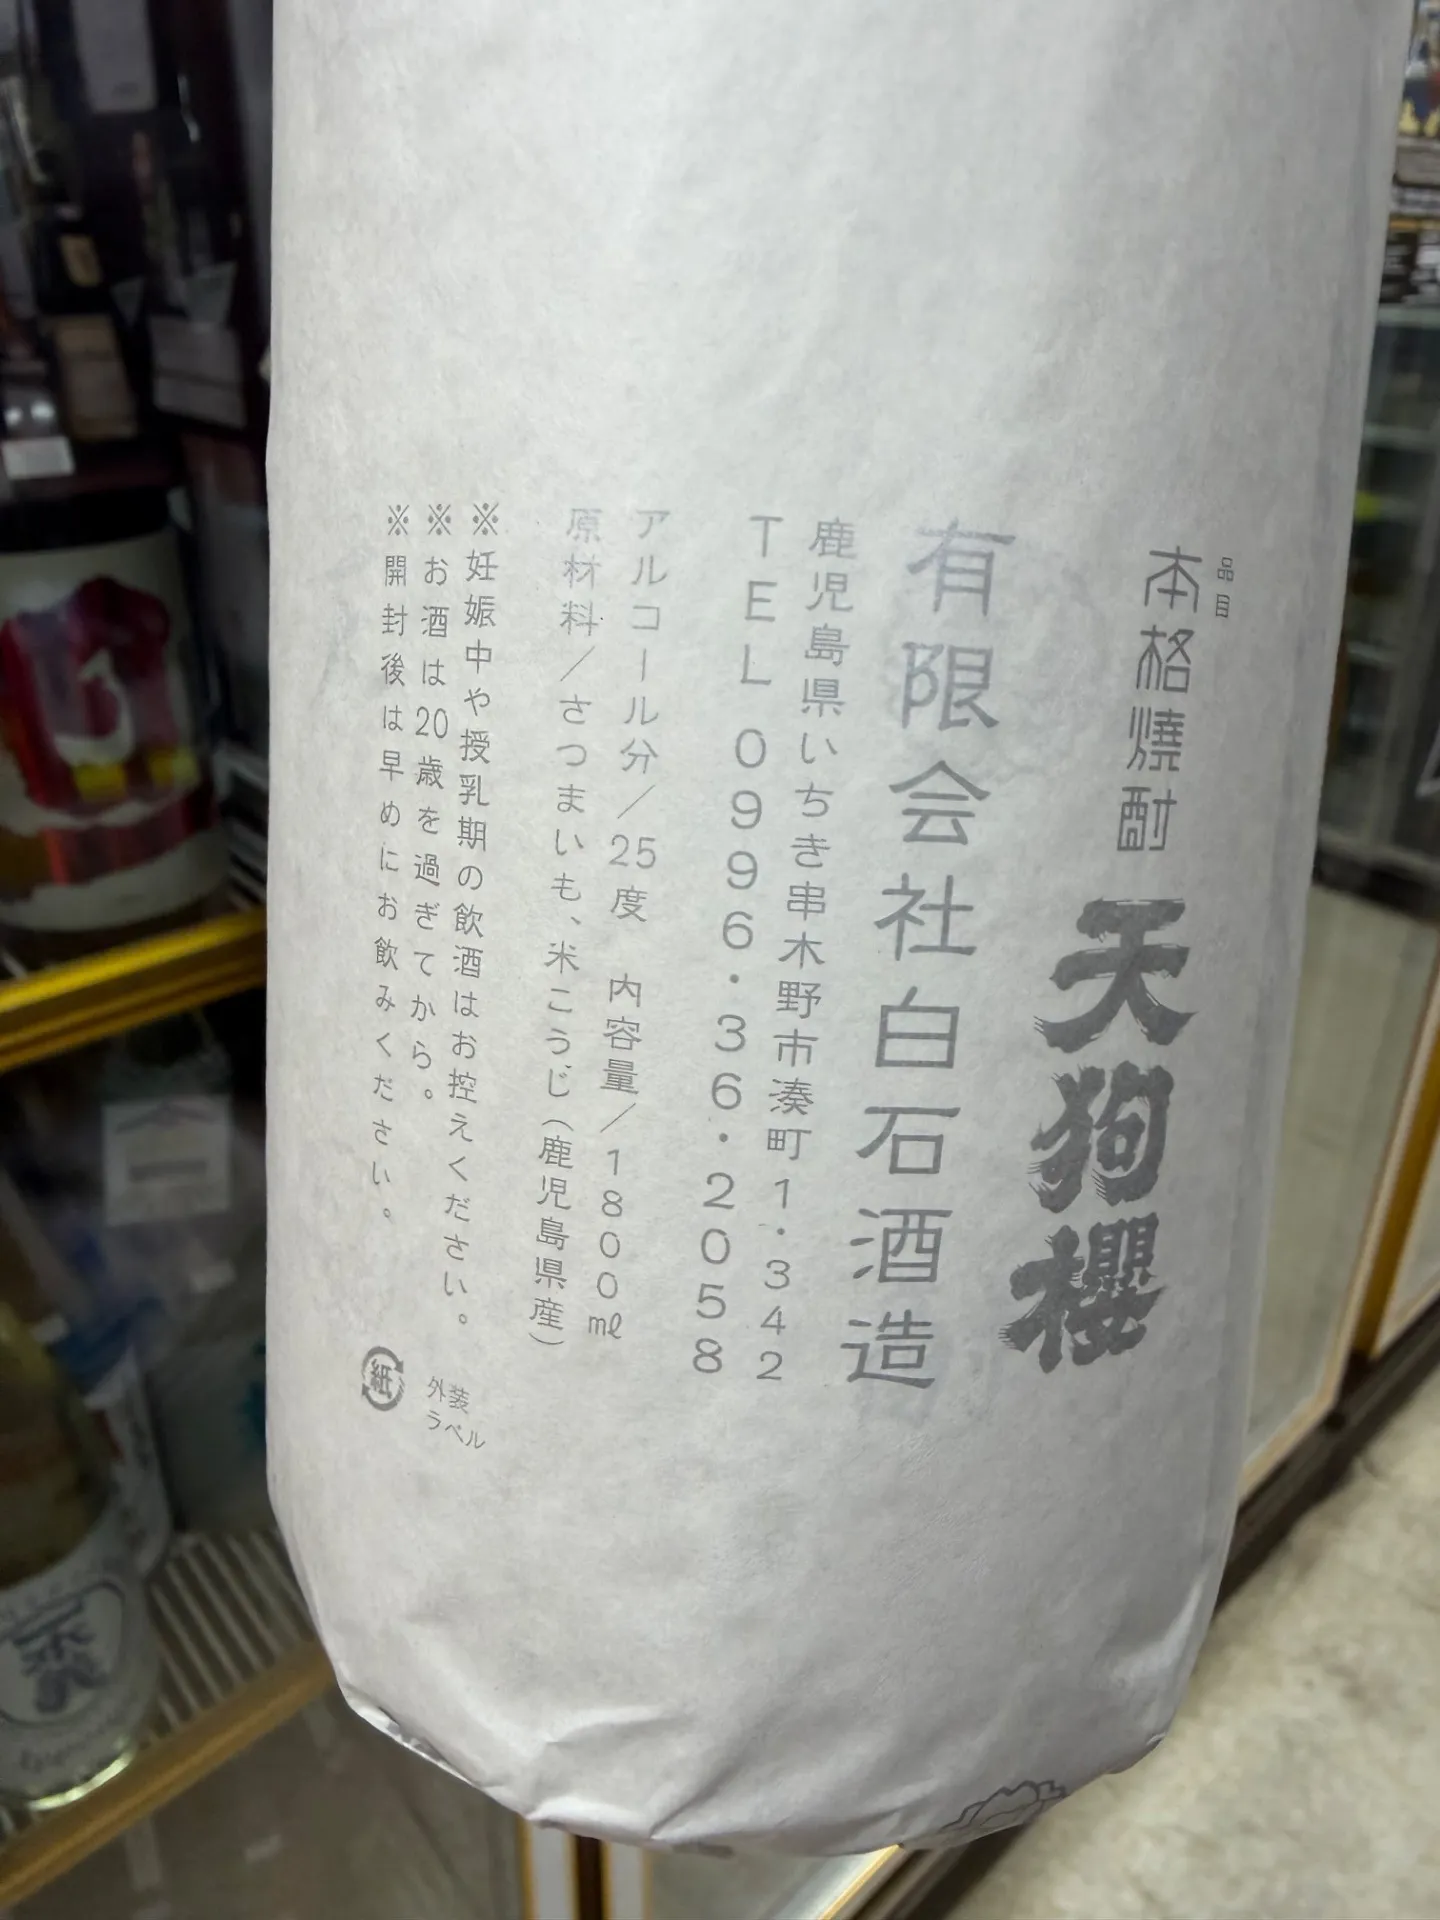 品目
本格焼酎
天狗櫻
有限会社白石酒造
鹿児島県いちき串木野市湊町1・342
TEL 0996・36・2058
アルコール分/25度 内容量/1800㎖
原材料/さつまいも、米こうじ(鹿児島県産)
※妊娠中や授乳期の飲酒はお控えください。
※お酒は20歳を過ぎてから。
※開封後は早めにお飲みください。
外装
ラベル
紙